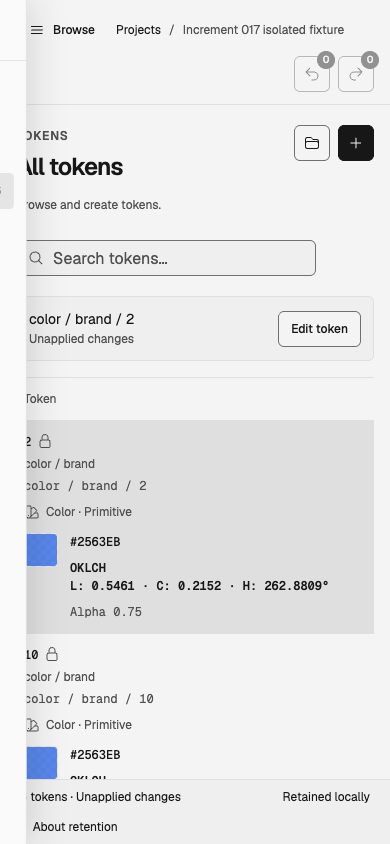 Browse Projects / Increment 017 isolated fixture
0 0
OKENS
All tokens
rowse and create tokens.
Search tokens…
color / brand / 2
Unapplied changes
Edit token
Token
2
color / brand
color / brand / 2
Color · Primitive
#2563EB
OKLCH
L: 0.5461 · C: 0.2152 · H: 262.8809°
Alpha 0.75
10
color / brand
color / brand / 10
Color · Primitive
#2563EB
OKLCH
tokens · Unapplied changes Retained locally
About retention